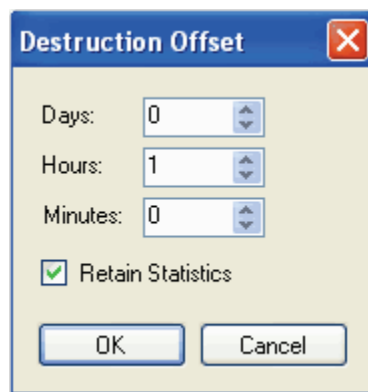 Destruction Offset
Days: 0
Hours: 1
Minutes: 0
Retain Statistics
OK Cancel